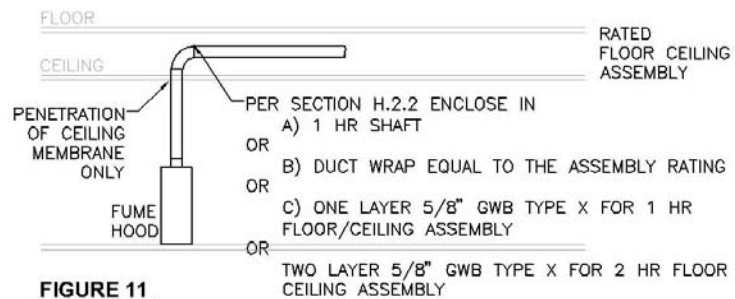 FLOOR
RATED
FLOOR CEILING
ASSEMBLY
CEILING
PENETRATION
OF CEILING
MEMBRANE
ONLY
PER SECTION H.2.2 ENCLOSE IN
A) 1 HR SHAFT
OR
B) DUCT WRAP EQUAL TO THE ASSEMBLY RATING
OR
C) ONE LAYER 5/8" GWB TYPE X FOR 1 HR
FLOOR/CEILING ASSEMBLY
OR
TWO LAYER 5/8" GWB TYPE X FOR 2 HR FLOOR
CEILING ASSEMBLY
FUME
HOOD
FIGURE 11